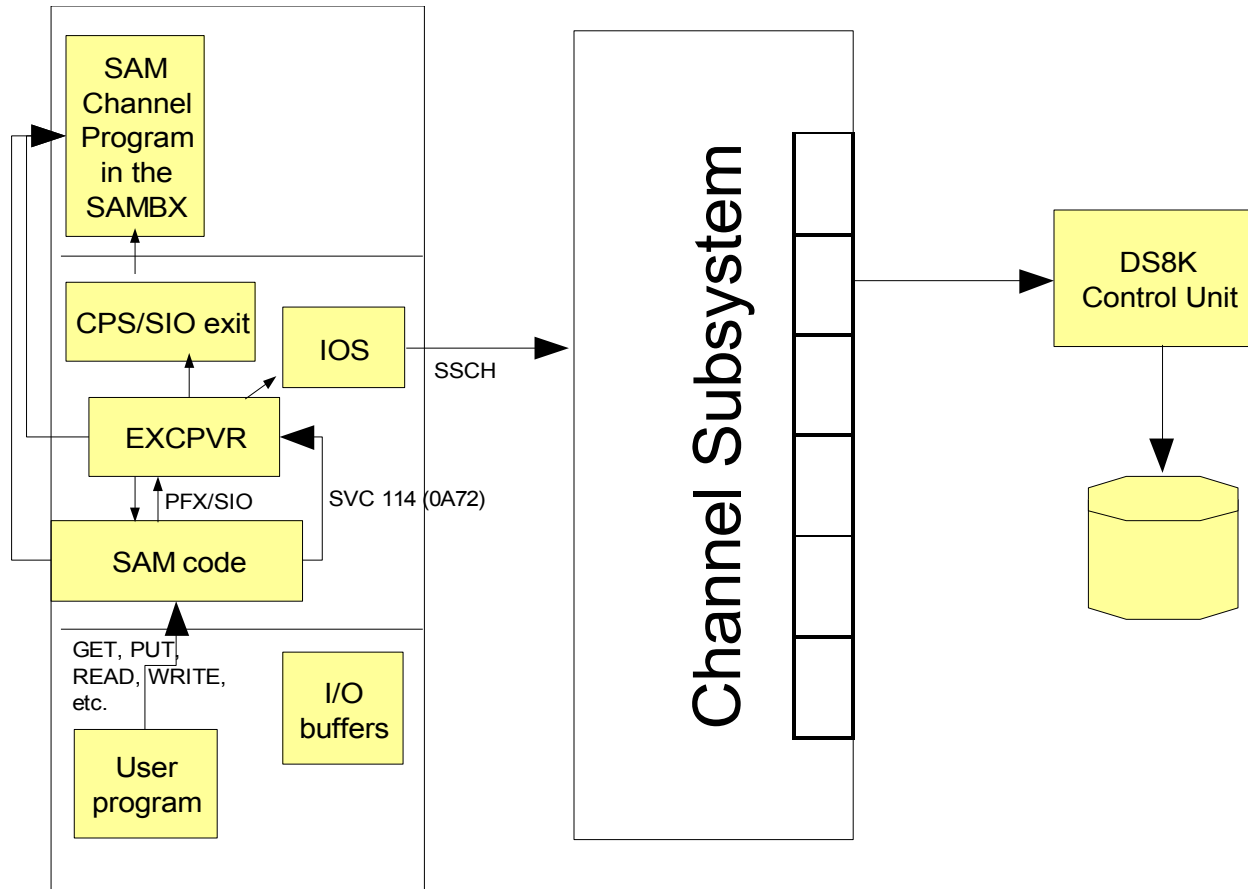 SAM
Channel
Program
in the
SAMBX
CPS/SIO exit
IOS
SSCH
EXCPVR
PFX/SIO
SVC 114 (0A72)
SAM code
GET, PUT,
READ, WRITE,
etc.
I/O
buffers
User
program
Channel Subsystem
DS8K
Control Unit